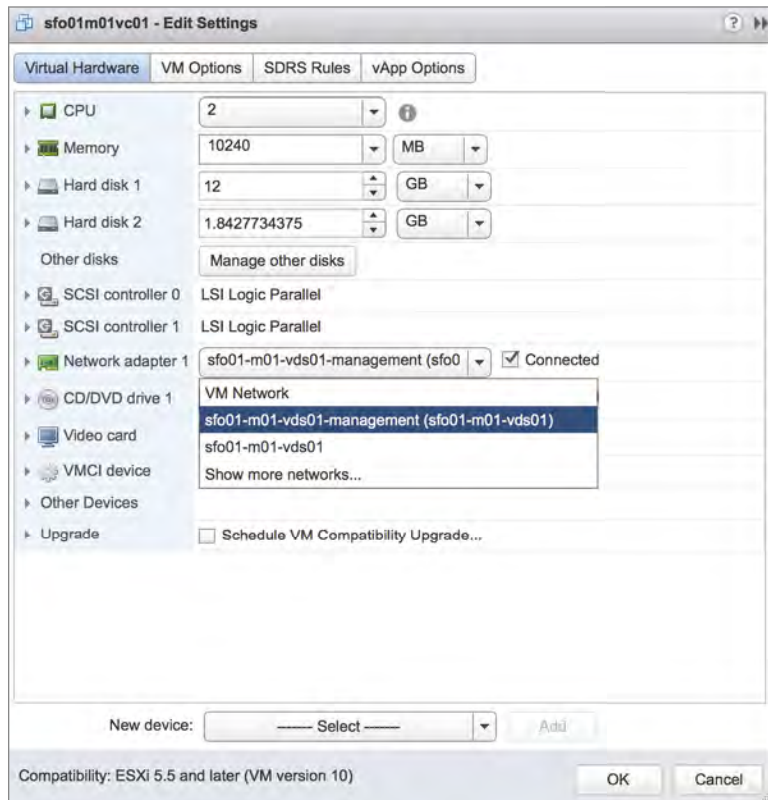 sfo01m01vc01 - Edit Settings ?
Virtual Hardware VM Options SDRS Rules vApp Options
CPU 2
Memory 10240 MB
Hard disk 1 12 GB
Hard disk 2 1.8427734375 GB
Other disks Manage other disks
SCSI controller 0 LSI Logic Parallel
SCSI controller 1 LSI Logic Parallel
Network adapter 1 sfo01-m01-vds01-management (sfo0 Connected
CD/DVD drive 1 VM Network
sfo01-m01-vds01-management (sfo01-m01-vds01)
Video card sfo01-m01-vds01
VMCI device Show more networks...
Other Devices
Upgrade Schedule VM Compatibility Upgrade...
New device: ------- Select ------- Add
Compatibility: ESXi 5.5 and later (VM version 10) OK Cancel